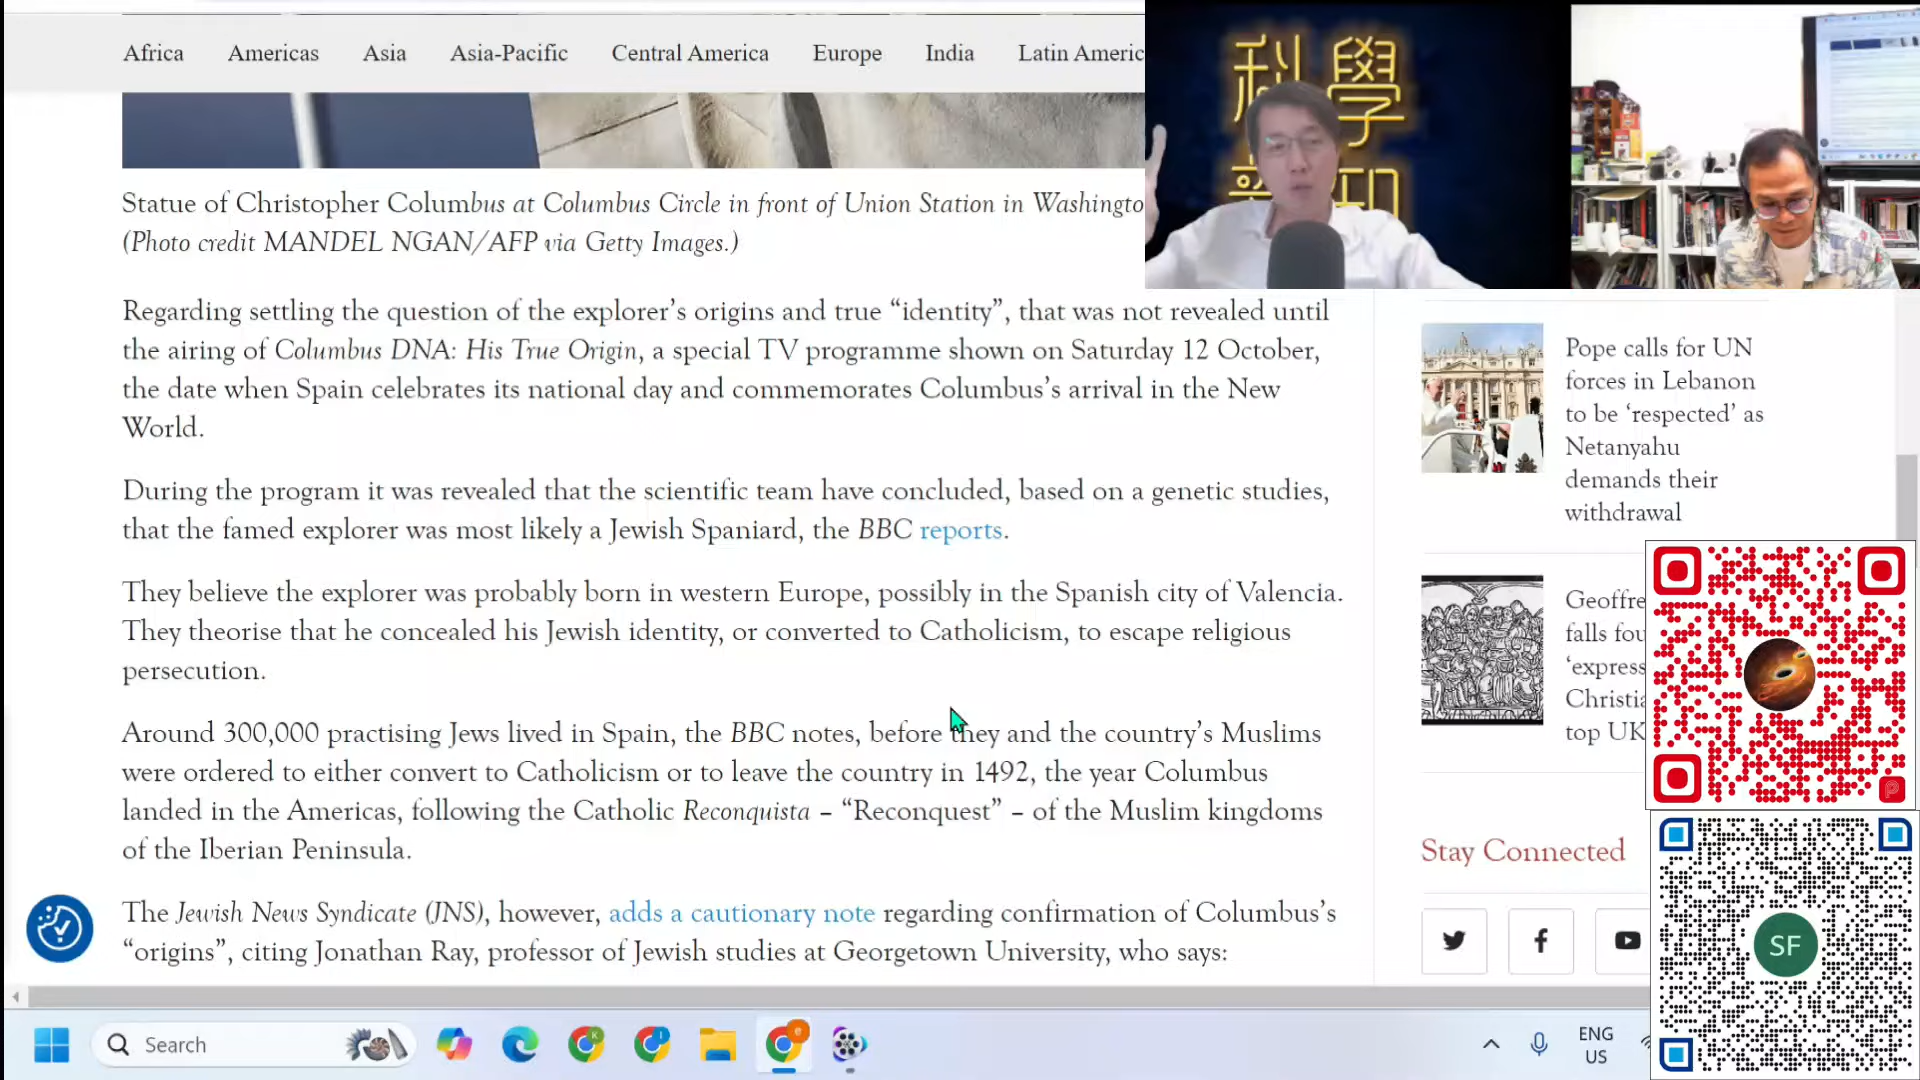 Africa Americas Asia Asia-Pacific Central America Europe India Latin Americ
科學
Statue of Christopher Columbus at Columbus Circle in front of Union Station in Washingto
(Photo credit MANDEL NGAN/AFP via Getty Images.)
Regarding settling the question of the explorer’s origins and true “identity”, that was not revealed until
the airing of Columbus DNA: His True Origin, a special TV programme shown on Saturday 12 October,
the date when Spain celebrates its national day and commemorates Columbus’s arrival in the New
World.
During the program it was revealed that the scientific team have concluded, based on a genetic studies,
that the famed explorer was most likely a Jewish Spaniard, the BBC reports.
They believe the explorer was probably born in western Europe, possibly in the Spanish city of Valencia.
They theorise that he concealed his Jewish identity, or converted to Catholicism, to escape religious
persecution.
Around 300,000 practising Jews lived in Spain, the BBC notes, before they and the country’s Muslims
were ordered to either convert to Catholicism or to leave the country in 1492, the year Columbus
landed in the Americas, following the Catholic Reconquista – “Reconquest” – of the Muslim kingdoms
of the Iberian Peninsula.
The Jewish News Syndicate (JNS), however, adds a cautionary note regarding confirmation of Columbus’s
“origins”, citing Jonathan Ray, professor of Jewish studies at Georgetown University, who says:
Pope calls for UN
forces in Lebanon
to be ‘respected’ as
Netanyahu
demands their
withdrawal
Geoffre
falls fou
‘express
Christia
top UK
Stay Connected
SF
Search
ENG
US